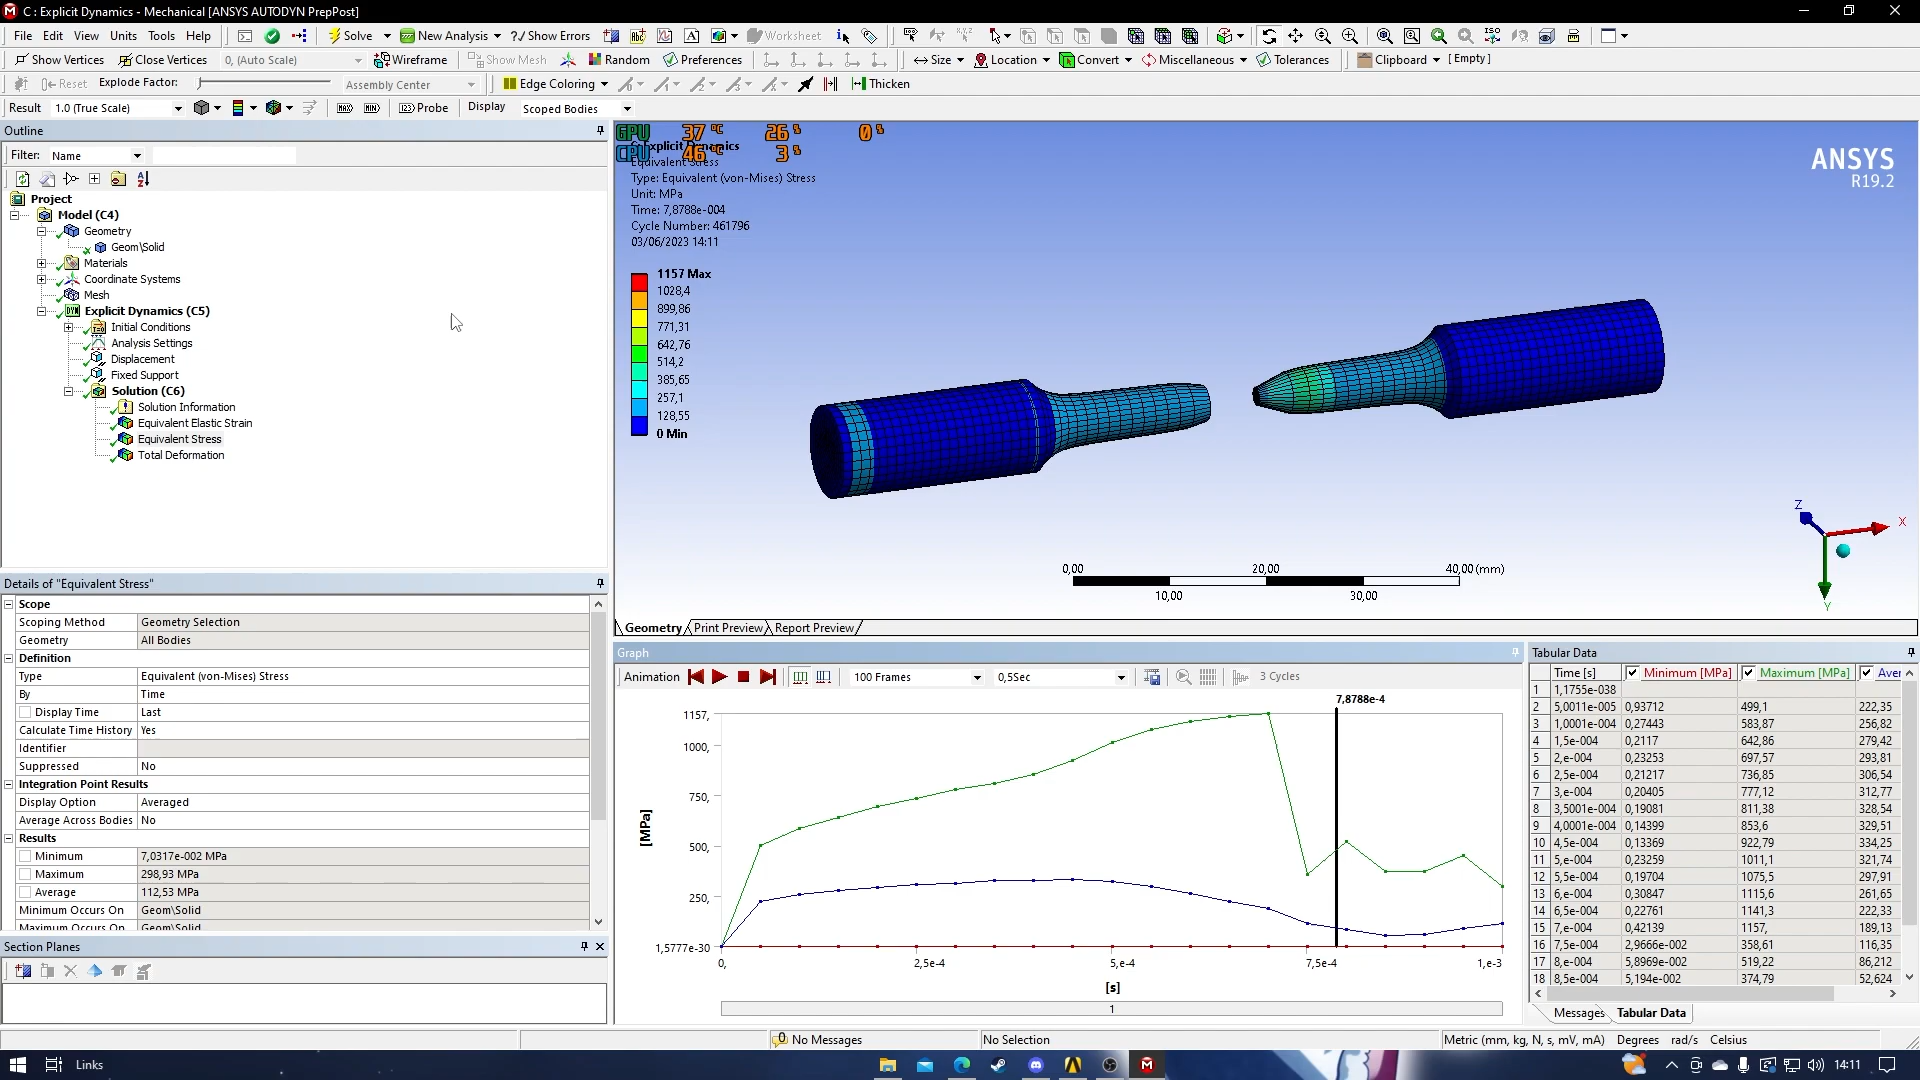 C : Explicit Dynamics - Mechanical [ANSYS AUTODYN PrepPost]
File Edit View Units Tools Help Solve New Analysis ?/ Show Errors Worksheet
Show Vertices Close Vertices 0, (Auto Scale) Wireframe Show Mesh Random Preferences Size Location Convert Miscellaneous Tolerances Clipboard [ Empty ]
Reset Explode Factor: Assembly Center Edge Coloring Thicken
Result 1.0 (True Scale) MAX MIN Probe Display Scoped Bodies
Outline
Filter: Name
Project
Model (C4)
Geometry
Geom\Solid
Materials
Coordinate Systems
Mesh
Explicit Dynamics (C5)
Initial Conditions
Analysis Settings
Displacement
Fixed Support
Solution (C6)
Solution Information
Equivalent Elastic Strain
Equivalent Stress
Total Deformation
Details of "Equivalent Stress"
Scope
Scoping Method Geometry Selection
Geometry All Bodies
Definition
Type Equivalent (von-Mises) Stress
By Time
Display Time Last
Calculate Time History Yes
Identifier
Suppressed No
Integration Point Results
Display Option Averaged
Average Across Bodies No
Results
Minimum 7,0317e-002 MPa
Maximum 298,93 MPa
Average 112,53 MPa
Minimum Occurs On Geom\Solid
Maximum Occurs On Geom\Solid
Section Planes
GPU 37 °C 26 % 0 %
CPU 46 °C 3 %
Explicit Dynamics
Equivalent Stress
Type: Equivalent (von-Mises) Stress
Unit: MPa
Time: 7,8788e-004
Cycle Number: 461796
03/06/2023 14:11
1157 Max
1028,4
899,86
771,31
642,76
514,2
385,65
257,1
128,55
0 Min
ANSYS
R19.2
Z
X
Y
0,00 20,00 40,00 (mm)
10,00 30,00
Geometry Print Preview Report Preview
Graph
Animation 100 Frames 0,5Sec 3 Cycles
7,8788e-4
1157,
1000,
750,
500,
250,
1,5777e-30
[MPa]
0, 2,5e-4 5,e-4 7,5e-4 1,e-3
[s]
1
Tabular Data
Time [s] Minimum [MPa] Maximum [MPa] Aver
1 1,1755e-038
2 5,0011e-005 0,93712 499,1 222,35
3 1,0001e-004 0,27443 583,87 256,82
4 1,5e-004 0,2117 642,86 279,42
5 2,e-004 0,23253 697,57 293,81
6 2,5e-004 0,21217 736,85 306,54
7 3,e-004 0,20405 777,12 312,77
8 3,5001e-004 0,19081 811,38 328,54
9 4,0001e-004 0,14399 853,6 329,51
10 4,5e-004 0,13369 922,79 334,25
11 5,e-004 0,23259 1011,1 321,74
12 5,5e-004 0,19704 1075,5 297,91
13 6,e-004 0,30847 1115,6 261,65
14 6,5e-004 0,22761 1141,3 222,33
15 7,e-004 0,42139 1157, 189,13
16 7,5e-004 2,9666e-002 358,61 116,35
17 8,e-004 5,8969e-002 519,22 86,212
18 8,5e-004 5,194e-002 374,79 52,624
Messages Tabular Data
No Messages No Selection Metric (mm, kg, N, s, mV, mA) Degrees rad/s Celsius
Links 14:11